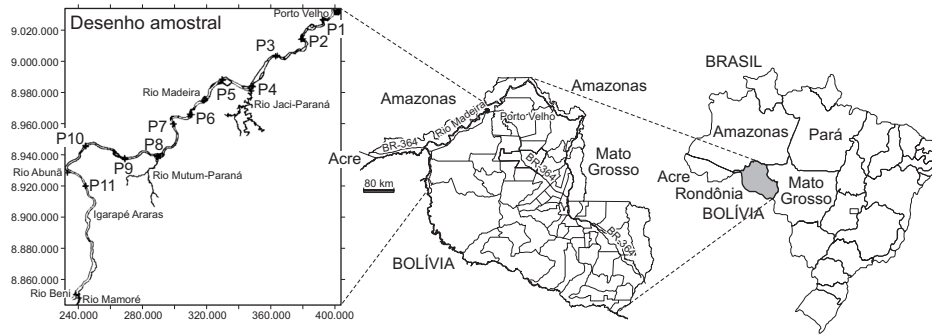 Desenho amostral
Porto Velho
9.020.000
9.000.000
8.980.000
8.960.000
8.940.000
8.920.000
8.900.000
8.880.000
8.860.000
P1
P2
P3
P4
P5
Rio Madeira
Rio Jaci-Paraná
P6
P7
P8
P9
P10
Rio Abunã
Rio Mutum-Paraná
P11
Igarapé Araras
Rio Beni
Rio Mamoré
240.000
280.000
320.000
360.000
400.000
Amazonas
Amazonas
Rio Madeira
Porto Velho
BR-364
Acre
80 km
BR-364
Mato
Grosso
BR-364
BOLÍVIA
BRASIL
Amazonas
Pará
Acre
Rondônia
BOLÍVIA
Mato
Grosso